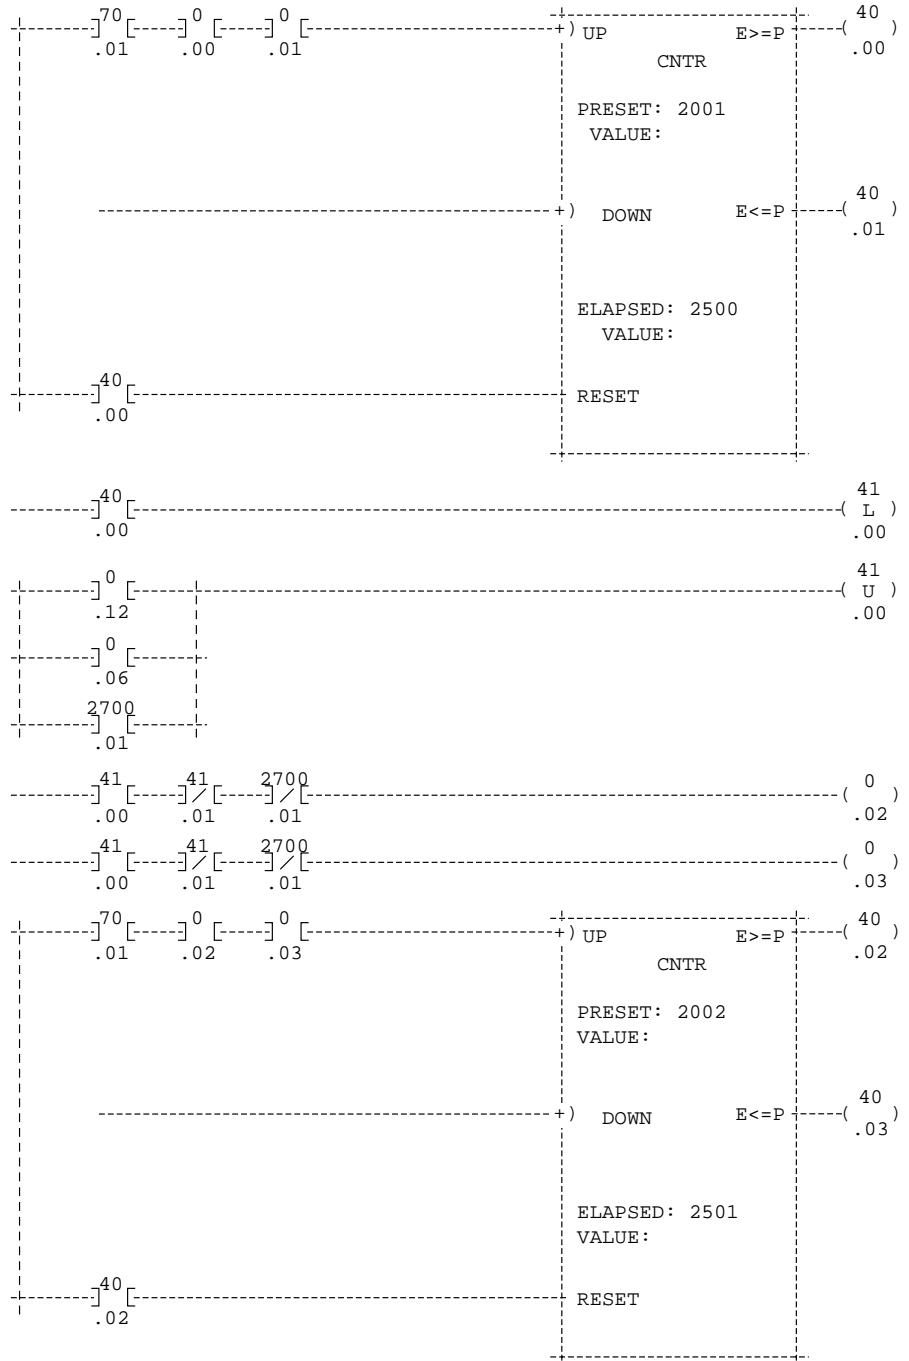 70 0 0 40
UP E>=P
.01 .00 .01 .00
CNTR
PRESET: 2001
VALUE:
40
DOWN E<=P
.01
ELAPSED: 2500
VALUE:
40
RESET
.00
40 41
L
.00 .00
0 41
U
.12 .00
0
.06
2700
.01
41 41 2700 0
.00 .01 .01 .02
41 41 2700 0
.00 .01 .01 .03
70 0 0 40
UP E>=P
.01 .02 .03 .02
CNTR
PRESET: 2002
VALUE:
40
DOWN E<=P
.03
ELAPSED: 2501
VALUE:
40
RESET
.02